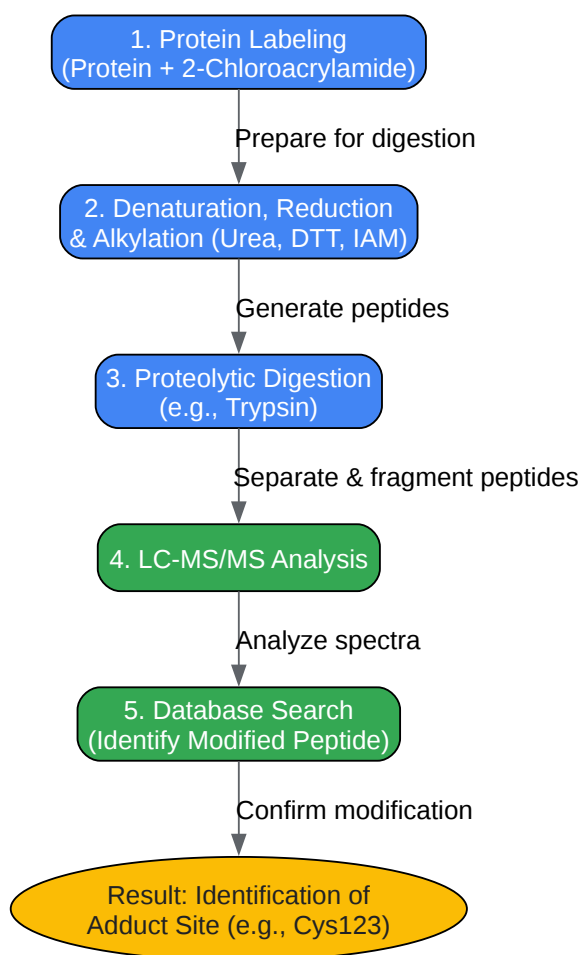 1. Protein Labeling
(Protein + 2-Chloroacrylamide)
Prepare for digestion
2. Denaturation, Reduction
& Alkylation (Urea, DTT, IAM)
Generate peptides
3. Proteolytic Digestion
(e.g., Trypsin)
Separate & fragment peptides
4. LC-MS/MS Analysis
Analyze spectra
5. Database Search
(Identify Modified Peptide)
Confirm modification
Result: Identification of
Adduct Site (e.g., Cys123)